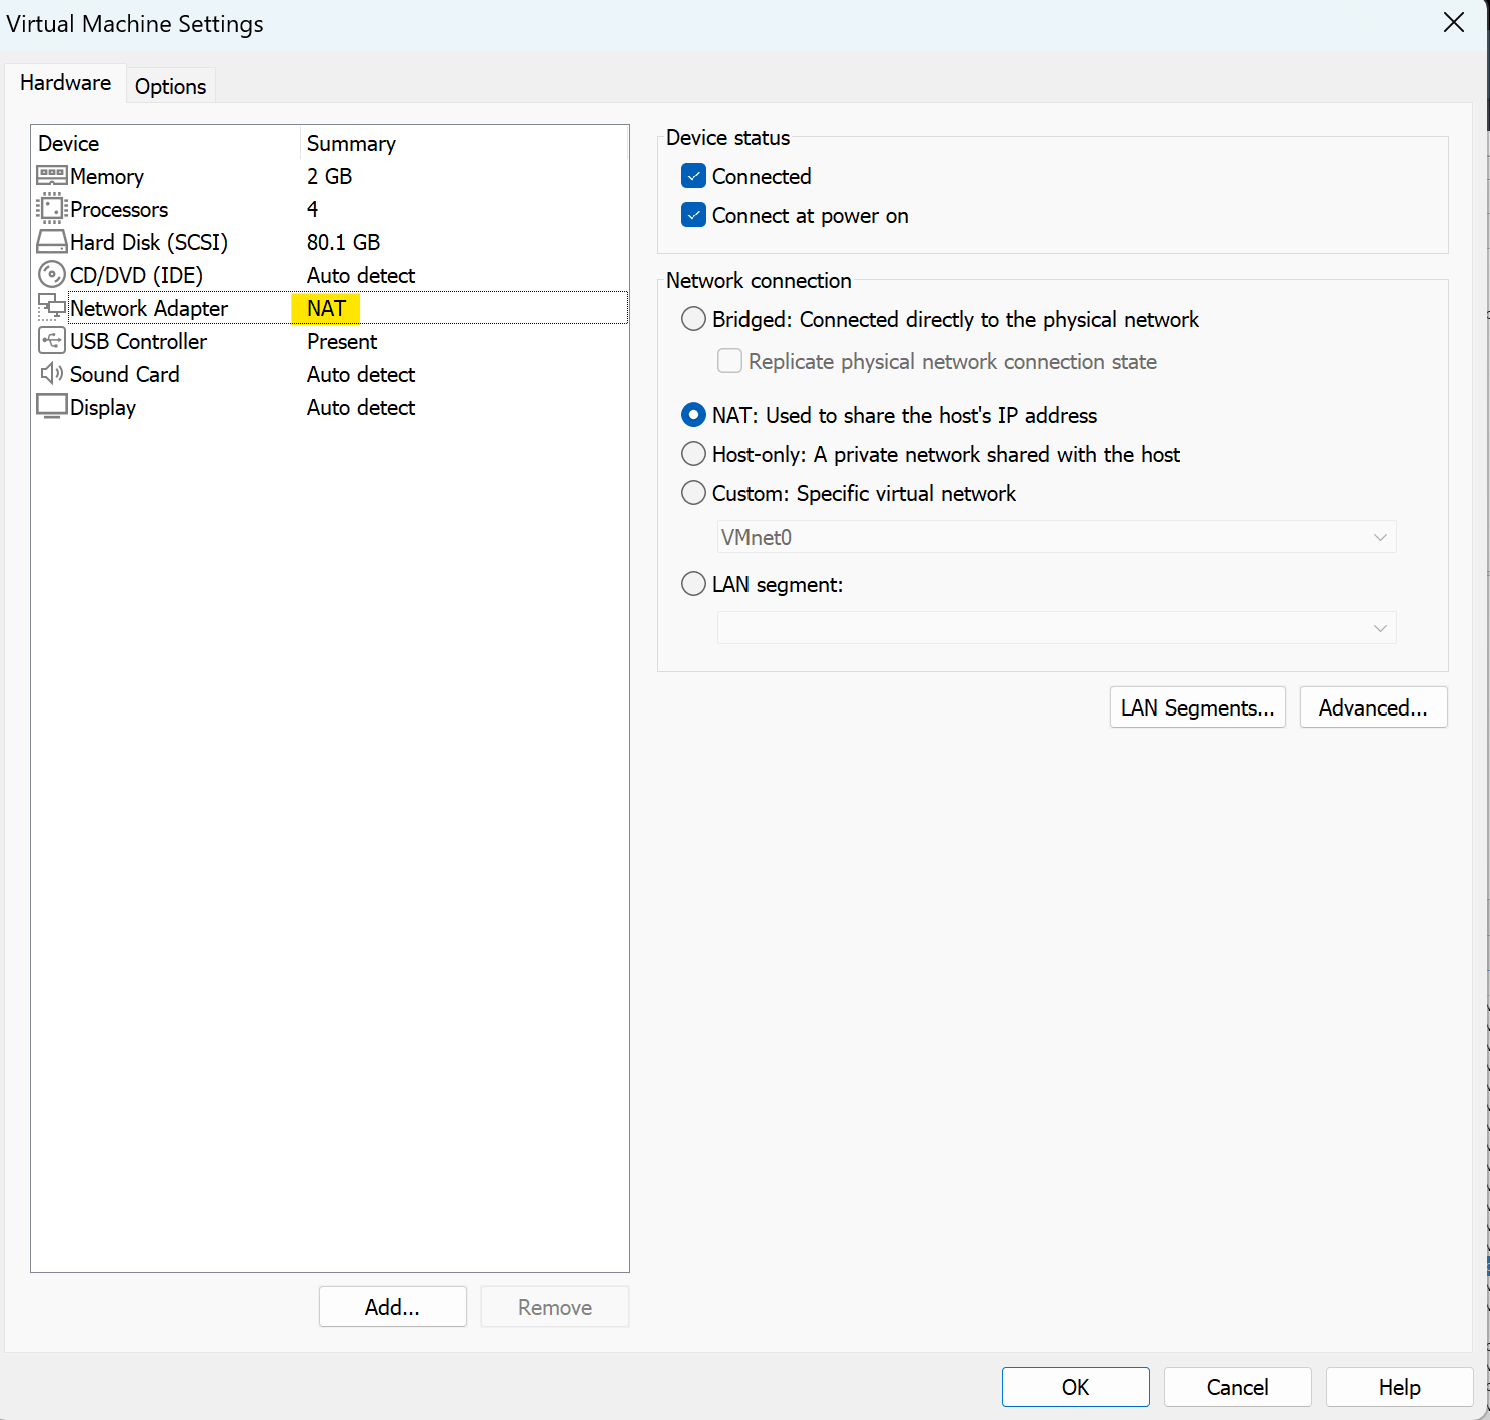 Virtual Machine Settings
Hardware
Options
Device Summary
Memory 2 GB
Processors 4
Hard Disk (SCSI) 80.1 GB
CD/DVD (IDE) Auto detect
Network Adapter NAT
USB Controller Present
Sound Card Auto detect
Display Auto detect
Add...
Remove
Device status
Connected
Connect at power on
Network connection
Bridged: Connected directly to the physical network
Replicate physical network connection state
NAT: Used to share the host's IP address
Host-only: A private network shared with the host
Custom: Specific virtual network
VMnet0
LAN segment:
LAN Segments...
Advanced...
OK
Cancel
Help